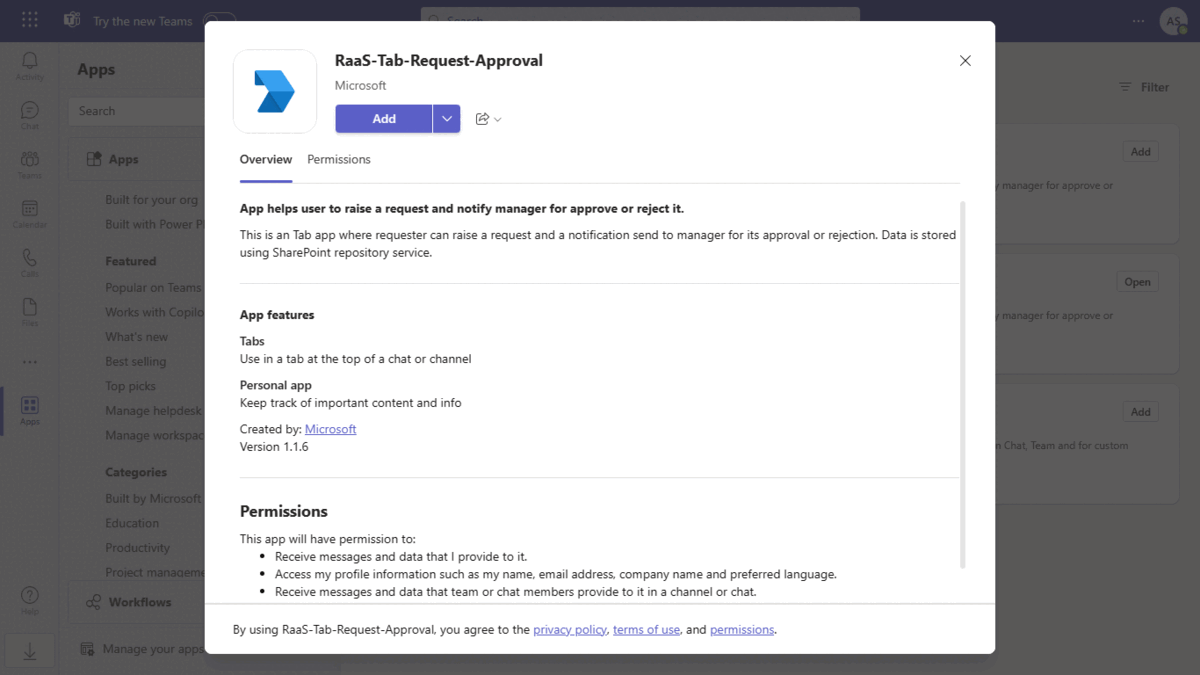 Try the new Teams
Search
AS
Activity
Chat
Teams
Calendar
Calls
Files
Apps
Help
Apps
Search
Apps
Built for your org
Built with Power Pl
Featured
Popular on Teams
Works with Copilo
What's new
Best selling
Top picks
Manage helpdesk
Manage workspac
Categories
Built by Microsoft
Education
Productivity
Project manageme
Workflows
Manage your apps
RaaS-Tab-Request-Approval
Microsoft
Add
Overview
Permissions
App helps user to raise a request and notify manager for approve or reject it.
This is an Tab app where requester can raise a request and a notification send to manager for its approval or rejection. Data is stored
using SharePoint repository service.
App features
Tabs
Use in a tab at the top of a chat or channel
Personal app
Keep track of important content and info
Created by: Microsoft
Version 1.1.6
Permissions
This app will have permission to:
Receive messages and data that I provide to it.
Access my profile information such as my name, email address, company name and preferred language.
Receive messages and data that team or chat members provide to it in a channel or chat.
By using RaaS-Tab-Request-Approval, you agree to the privacy policy, terms of use, and permissions.
Filter
Add
y manager for approve or
Open
y manager for approve or
Add
n Chat, Team and for custom